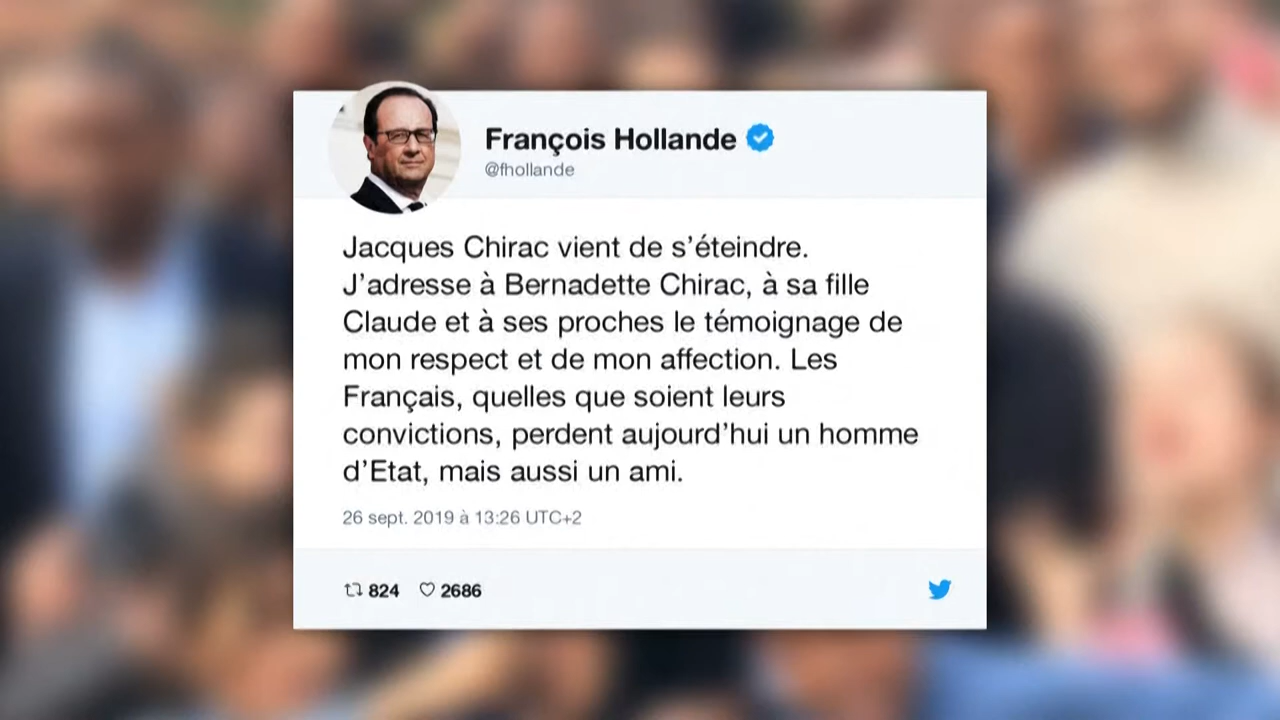 François Hollande
@fhollande
Jacques Chirac vient de s’éteindre.
J’adresse à Bernadette Chirac, à sa fille
Claude et à ses proches le témoignage de
mon respect et de mon affection. Les
Français, quelles que soient leurs
convictions, perdent aujourd’hui un homme
d’Etat, mais aussi un ami.
26 sept. 2019 à 13:26 UTC+2
824 2686